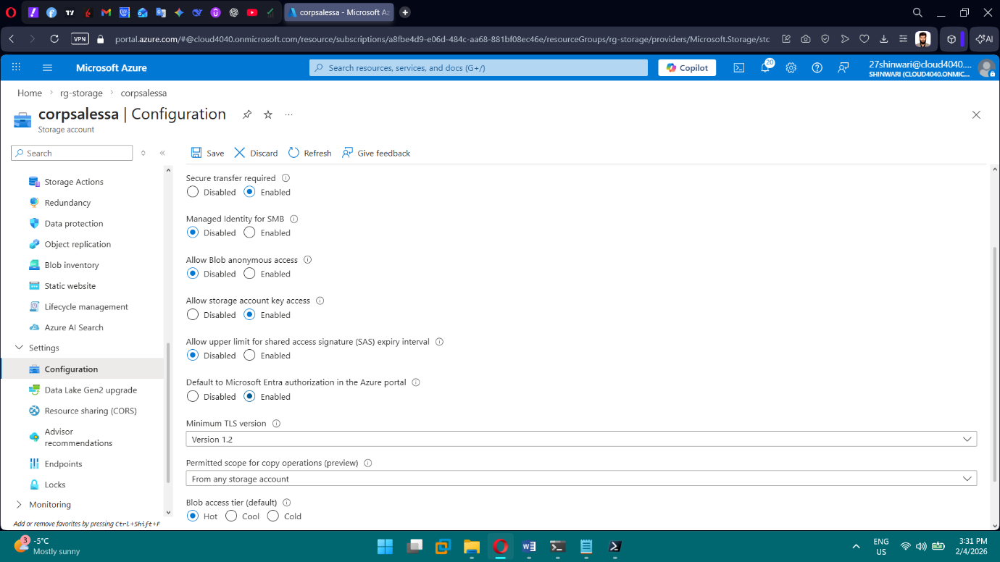 corpsalessa - Microsoft Az
VPN
portal.azure.com/#@cloud4040.onmicrosoft.com/resource/subscriptions/a8fbe4d9-e06d-484c-aa68-881bf08ec46e/resourceGroups/rg-storage/providers/Microsoft.Storage/stc
AI
Microsoft Azure
Search resources, services, and docs (G+/)
Copilot
20
27shinwari@cloud4040....
SHINWARI (CLOUD4040.ONMIC...
Home > rg-storage > corpsalessa
corpsalessa | Configuration
...
Storage account
Search
Save
Discard
Refresh
Give feedback
Storage Actions
Redundancy
Data protection
Object replication
Blob inventory
Static website
Lifecycle management
Azure AI Search
Settings
Configuration
Data Lake Gen2 upgrade
Resource sharing (CORS)
Advisor
recommendations
Endpoints
Locks
Monitoring
Add or remove favorites by pressing Ctrl+Shift+F
Secure transfer required
Disabled Enabled
Managed Identity for SMB
Disabled Enabled
Allow Blob anonymous access
Disabled Enabled
Allow storage account key access
Disabled Enabled
Allow upper limit for shared access signature (SAS) expiry interval
Disabled Enabled
Default to Microsoft Entra authorization in the Azure portal
Disabled Enabled
Minimum TLS version
Version 1.2
Permitted scope for copy operations (preview)
From any storage account
Blob access tier (default)
Hot Cool Cold
3
-5°C
Mostly sunny
ENG
US
3:31 PM
2/4/2026